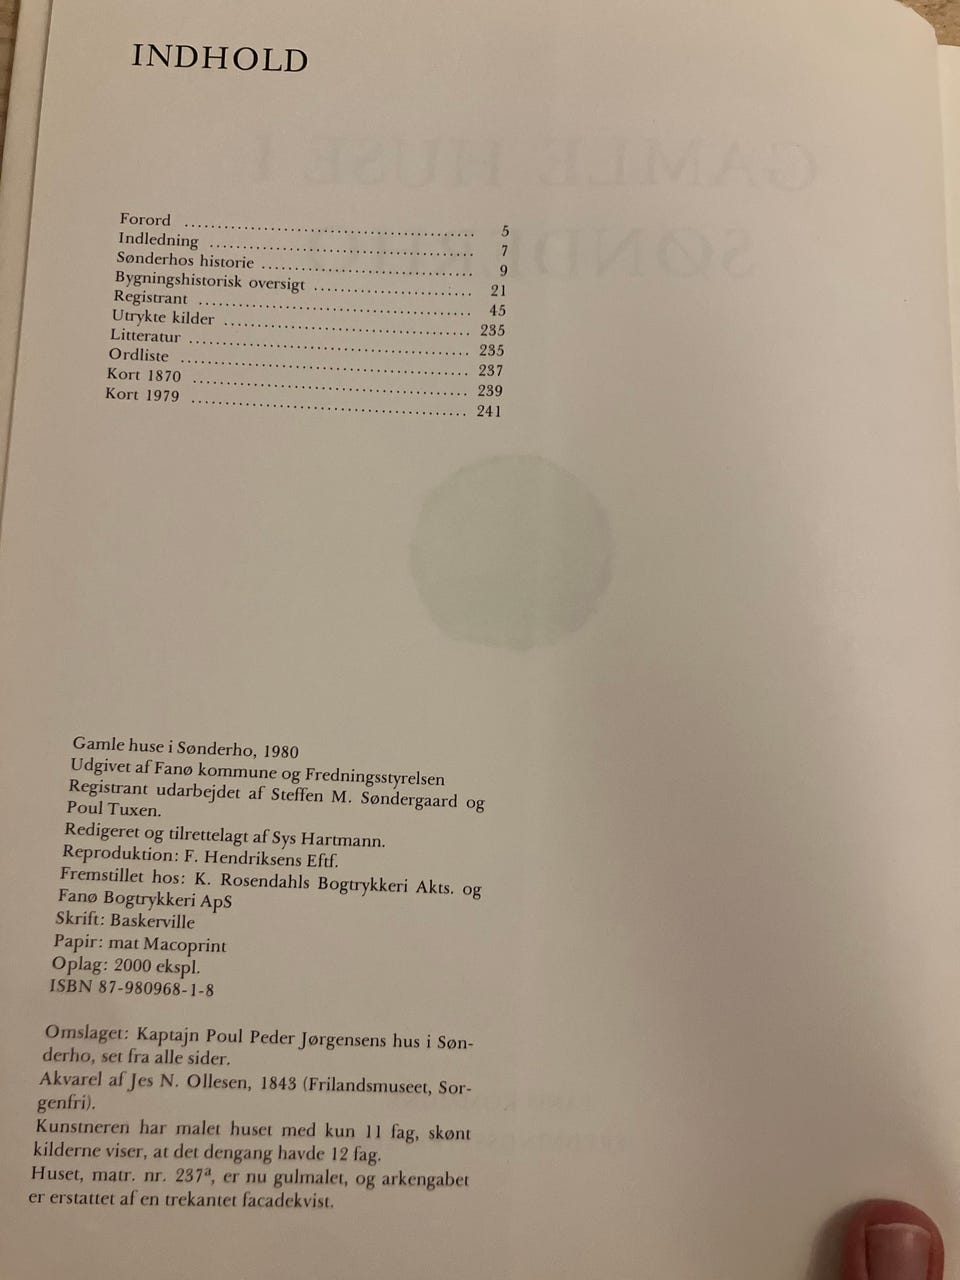 INDHOLD
Forord ........................................ 5
Indledning ........................................ 7
Sønderhos historie ................................ 9
Bygningshistorisk oversigt ........................ 21
Registrant ........................................ 45
Utrykte kilder .................................... 235
Litteratur ........................................ 235
Ordliste .......................................... 237
Kort 1870 ......................................... 239
Kort 1979 ......................................... 241
Gamle huse i Sønderho, 1980
Udgivet af Fanø kommune og Fredningsstyrelsen
Registrant udarbejdet af Steffen M. Søndergaard og
Poul Tuxen.
Redigeret og tilrettelagt af Sys Hartmann.
Reproduktion: F. Hendriksens Eftf.
Fremstillet hos: K. Rosendahls Bogtrykkeri Akts. og
Fanø Bogtrykkeri ApS
Skrift: Baskerville
Papir: mat Macoprint
Oplag: 2000 ekspl.
ISBN 87-980968-1-8
Omslaget: Kaptajn Poul Peder Jørgensens hus i Søn-
derho, set fra alle sider.
Akvarel af Jes N. Ollesen, 1843 (Frilandsmuseet, Sor-
genfri).
Kunstneren har malet huset med kun 11 fag, skønt
kilderne viser, at det dengang havde 12 fag.
Huset, matr. nr. 237ª, er nu gulmalet, og arkengabet
er erstattet af en trekantet facadekvist.